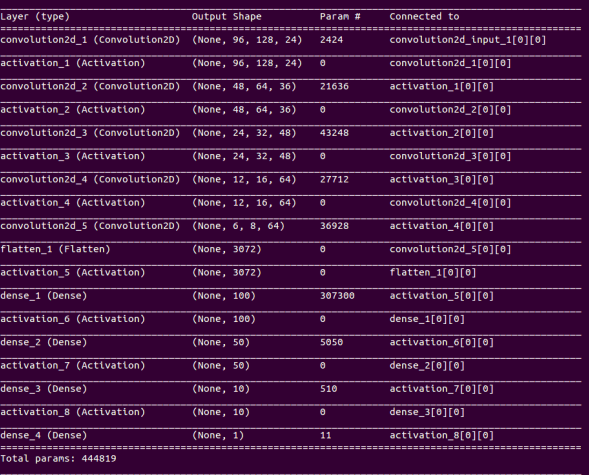 Layer (type) Output Shape Param # Connected to
convolution2d_1 (Convolution2D) (None, 96, 128, 24) 2424 convolution2d_input_1[0][0]
activation_1 (Activation) (None, 96, 128, 24) 0 convolution2d_1[0][0]
convolution2d_2 (Convolution2D) (None, 48, 64, 36) 21636 activation_1[0][0]
activation_2 (Activation) (None, 48, 64, 36) 0 convolution2d_2[0][0]
convolution2d_3 (Convolution2D) (None, 24, 32, 48) 43248 activation_2[0][0]
activation_3 (Activation) (None, 24, 32, 48) 0 convolution2d_3[0][0]
convolution2d_4 (Convolution2D) (None, 12, 16, 64) 27712 activation_3[0][0]
activation_4 (Activation) (None, 12, 16, 64) 0 convolution2d_4[0][0]
convolution2d_5 (Convolution2D) (None, 6, 8, 64) 36928 activation_4[0][0]
flatten_1 (Flatten) (None, 3072) 0 convolution2d_5[0][0]
activation_5 (Activation) (None, 3072) 0 flatten_1[0][0]
dense_1 (Dense) (None, 100) 307300 activation_5[0][0]
activation_6 (Activation) (None, 100) 0 dense_1[0][0]
dense_2 (Dense) (None, 50) 5050 activation_6[0][0]
activation_7 (Activation) (None, 50) 0 dense_2[0][0]
dense_3 (Dense) (None, 10) 510 activation_7[0][0]
activation_8 (Activation) (None, 10) 0 dense_3[0][0]
dense_4 (Dense) (None, 1) 11 activation_8[0][0]
Total params: 444819